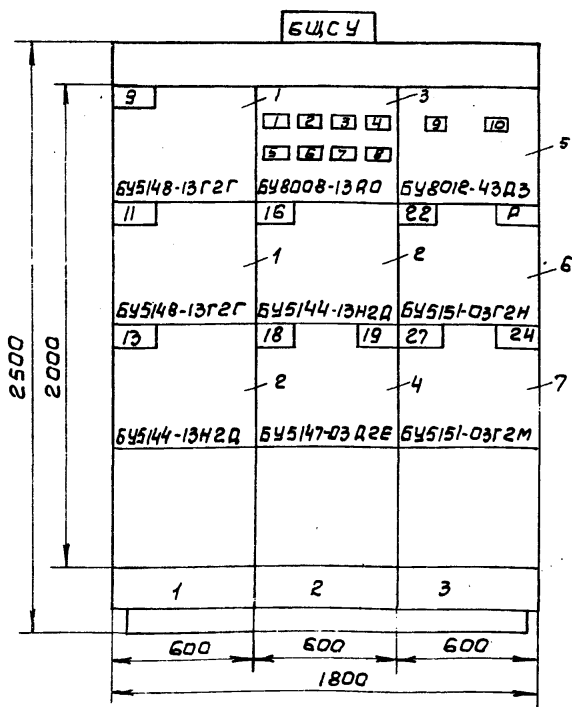 БЩСУ
9 1 3
1 2 3 4 9 10
5 6 7 8 5
БУ5148-13Г2Г БУ8008-13А0 БУ8012-43Д3
11 16 22 А
1 2 6
БУ5148-13Г2Г БУ5144-13Н2Д БУ5151-03Г2Н
13 18 19 27 24
2 4 7
БУ5144-13Н2Д БУ5147-03Д2Е БУ5151-03Г2М
2500
2000
1 2 3
600 600 600
1800